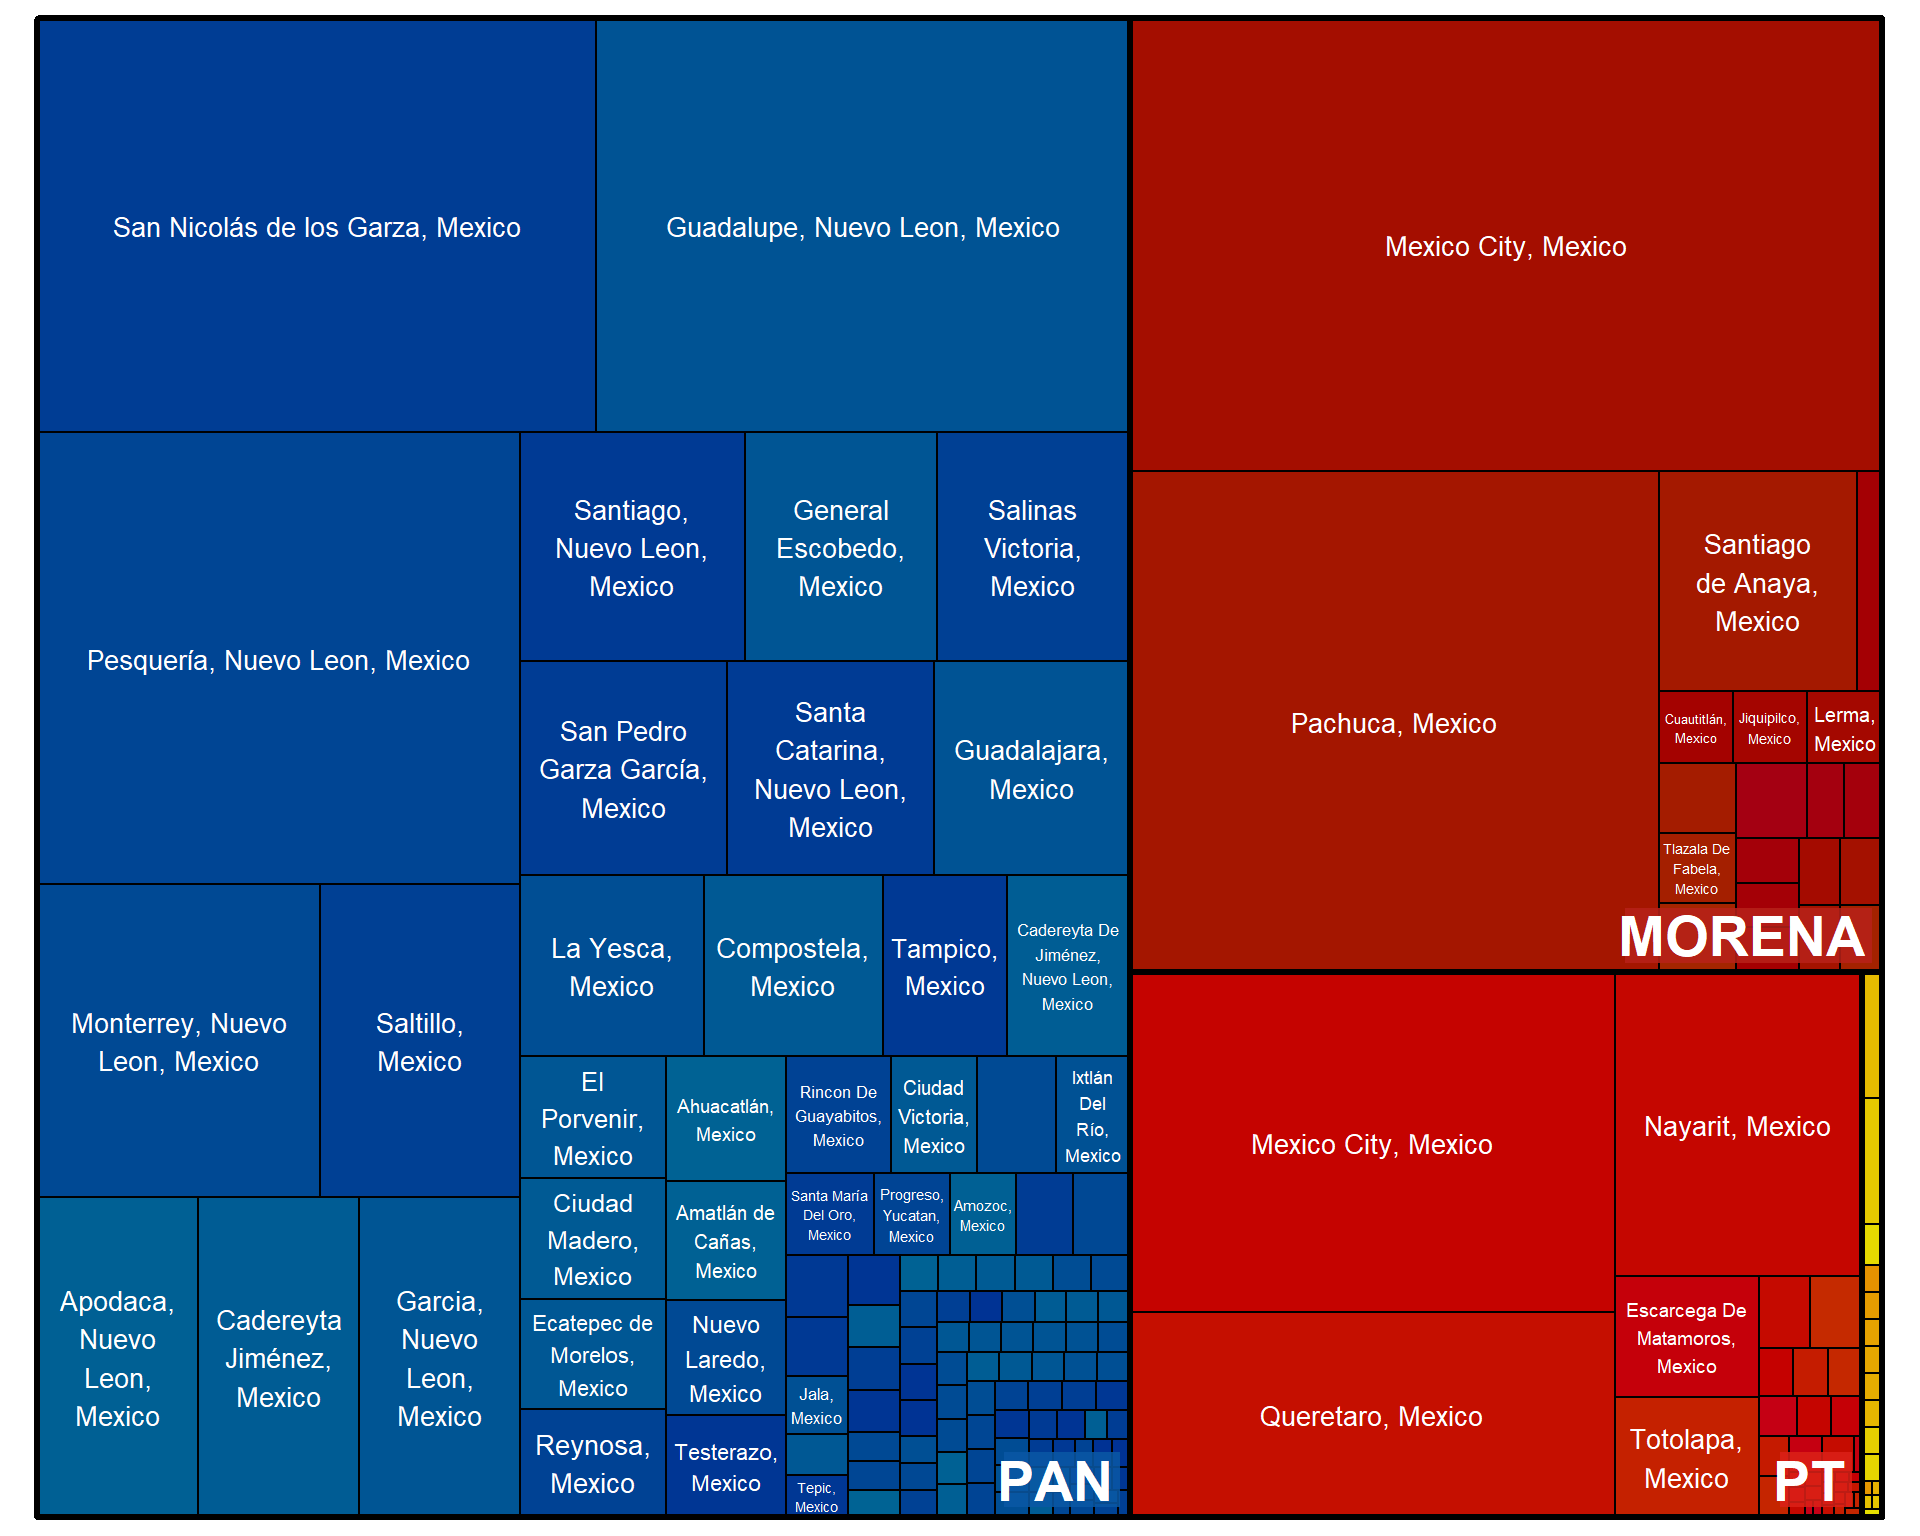 San Nicolás de los Garza, Mexico
Guadalupe, Nuevo Leon, Mexico
Pesquería, Nuevo Leon, Mexico
Santiago,
Nuevo Leon,
Mexico
General
Escobedo,
Mexico
Salinas
Victoria,
Mexico
San Pedro
Garza García,
Mexico
Santa
Catarina,
Nuevo Leon,
Mexico
Guadalajara,
Mexico
Monterrey, Nuevo
Leon, Mexico
Saltillo,
Mexico
La Yesca,
Mexico
Compostela,
Mexico
Tampico,
Mexico
Cadereyta De
Jiménez,
Nuevo Leon,
Mexico
El
Porvenir,
Mexico
Ahuacatlán,
Mexico
Rincon De
Guayabitos,
Mexico
Ciudad
Victoria,
Mexico
Ixtlán
Del
Río,
Mexico
Ciudad
Madero,
Mexico
Amatlán de
Cañas,
Mexico
Santa María
Del Oro,
Mexico
Progreso,
Yucatan,
Mexico
Amozoc,
Mexico
Apodaca,
Nuevo
Leon,
Mexico
Cadereyta
Jiménez,
Mexico
Garcia,
Nuevo
Leon,
Mexico
Ecatepec de
Morelos,
Mexico
Nuevo
Laredo,
Mexico
Jala,
Mexico
Reynosa,
Mexico
Testerazo,
Mexico
Tepic,
Mexico
PAN
Mexico City, Mexico
Pachuca, Mexico
Santiago
de Anaya,
Mexico
Cuautitlán,
Mexico
Jiquipilco,
Mexico
Lerma,
Mexico
Tlazala De
Fabela,
Mexico
MORENA
Mexico City, Mexico
Nayarit, Mexico
Queretaro, Mexico
Escarcega De
Matamoros,
Mexico
Totolapa,
Mexico
PT